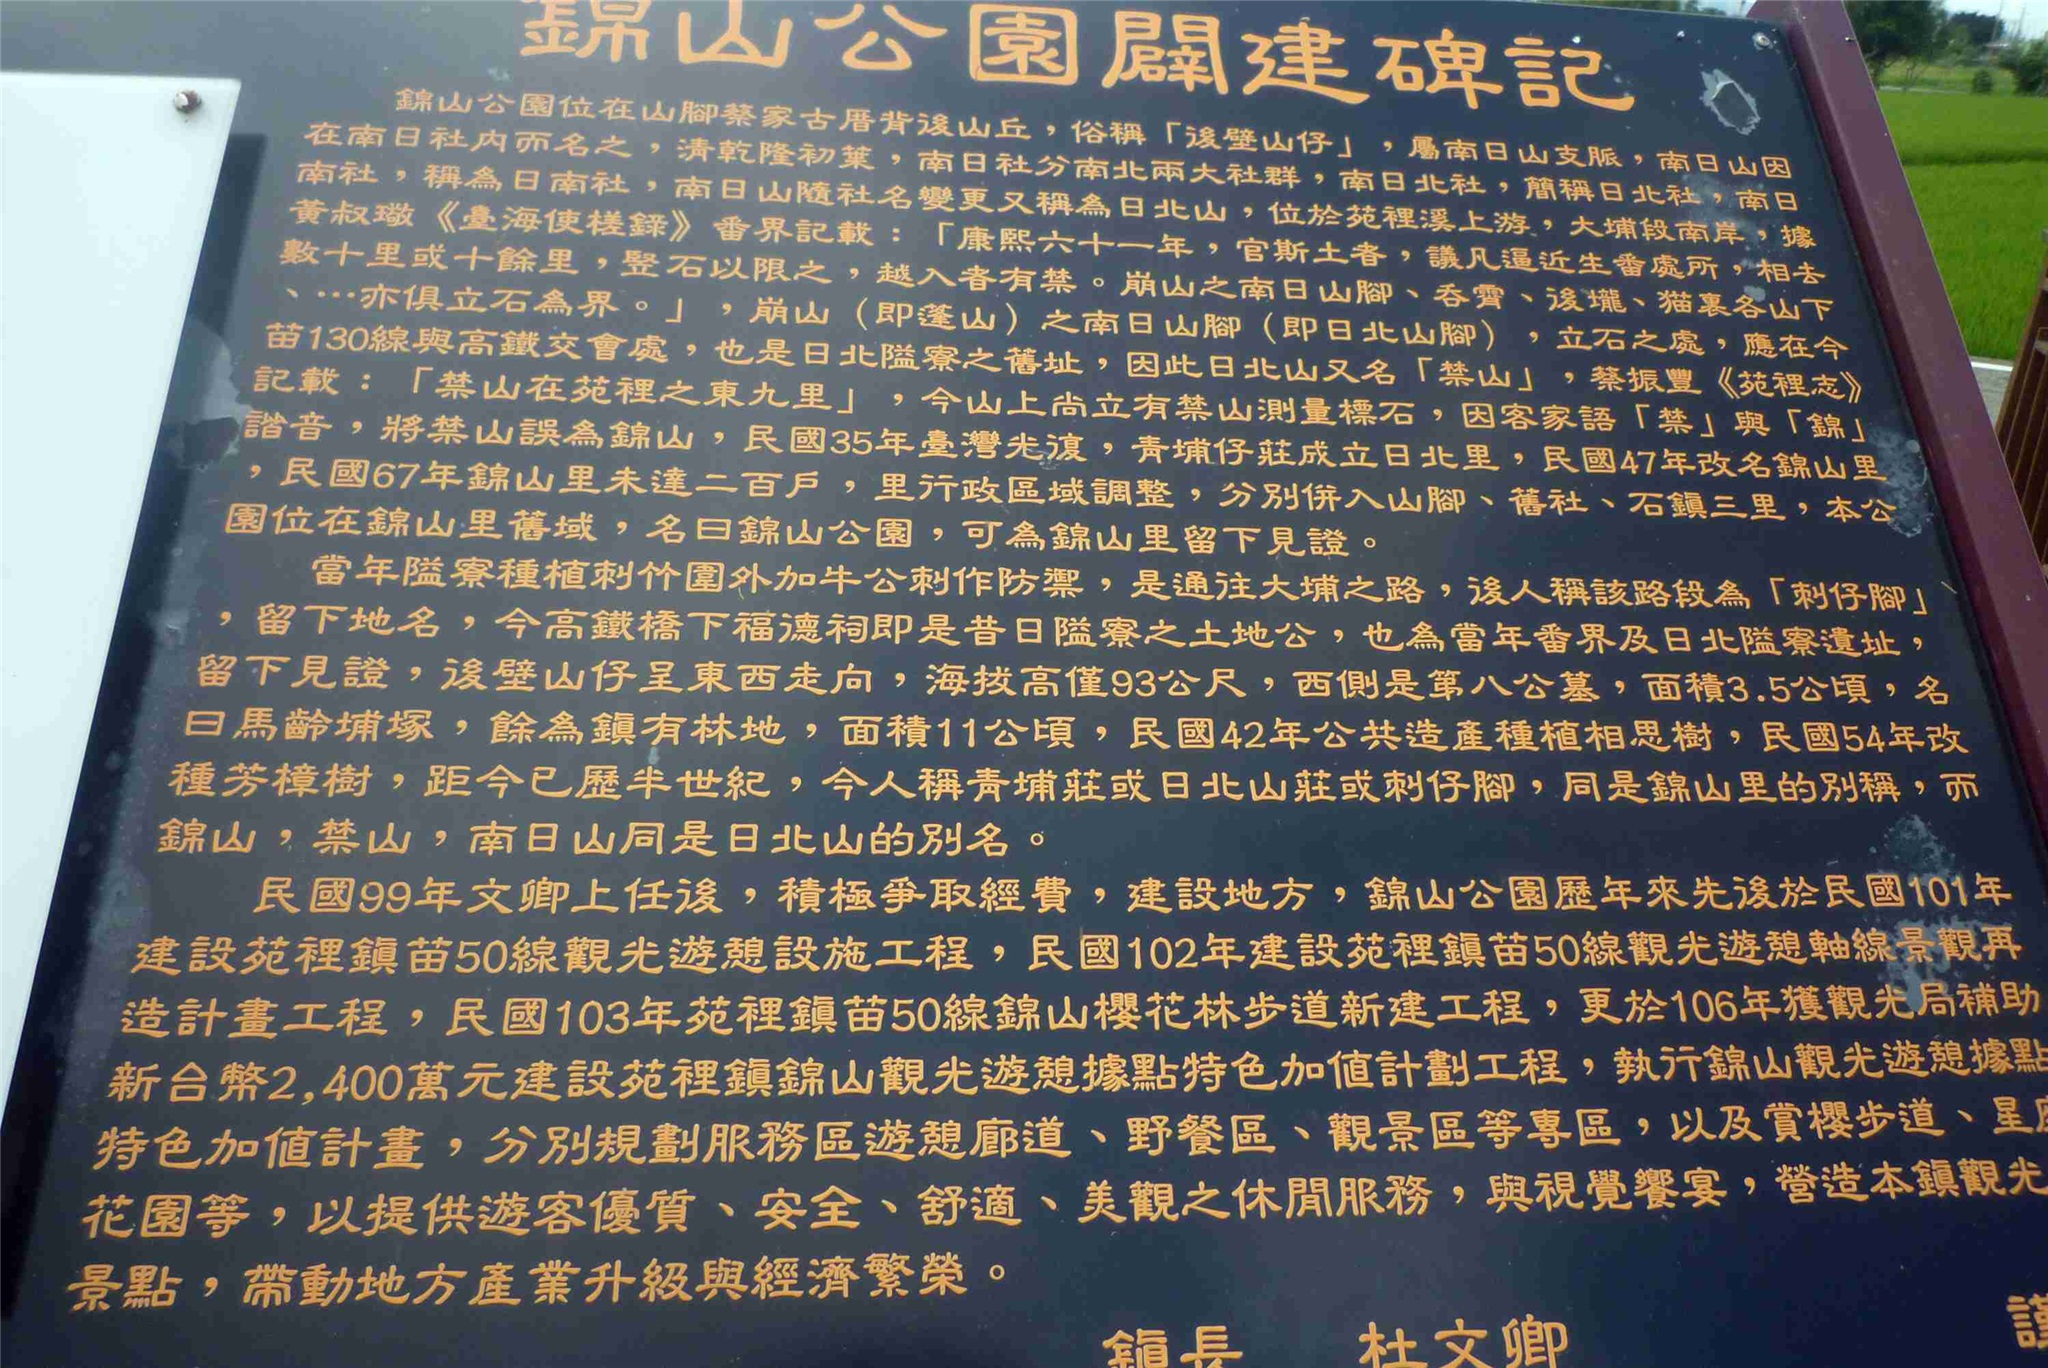 錦山公園闢建碑記
錦山公園位在山腳蔡家古厝背後山丘，俗稱「後壁山仔」，屬南日山支脈，南日山因
在南日社內而名之，清乾隆初葉，南日社分南北兩大社群，南日北社，簡稱日北社，南日
南社，稱為日南社，南日山隨社名變更又稱為日北山，位於苑裡溪上游，大埔段南岸，據
黃叔璥《臺海使槎錄》番界記載：「康熙六十一年，官斯土者，議凡逼近生番處所，相去
數十里或十餘里，竪石以限之，越入者有禁。崩山之南日山腳、吞霄、後壠、猫裏各山下
、…亦俱立石為界。」，崩山（即蓬山）之南日山腳（即日北山腳），立石之處，應在今
苗130線與高鐵交會處，也是日北隘寮之舊址，因此日北山又名「禁山」，蔡振豐《苑裡志》
記載：「禁山在苑裡之東九里」，今山上尚立有禁山測量標石，因客家語「禁」與「錦」
諧音，將禁山誤為錦山，民國35年臺灣光復，青埔仔莊成立日北里，民國47年改名錦山里
，民國67年錦山里未達二百戶，里行政區域調整，分別併入山腳、舊社、石鎮三里，本公
園位在錦山里舊域，名曰錦山公園，可為錦山里留下見證。
當年隘寮種植刺竹圍外加牛公刺作防禦，是通往大埔之路，後人稱該路段為「刺仔腳」
，留下地名，今高鐵橋下福德祠即是昔日隘寮之土地公，也為當年番界及日北隘寮遺址，
留下見證，後壁山仔呈東西走向，海拔高僅93公尺，西側是第八公墓，面積3.5公頃，名
曰馬齡埔塚，餘為鎮有林地，面積11公頃，民國42年公共造產種植相思樹，民國54年改
種芳樟樹，距今已歷半世紀，今人稱青埔莊或日北山莊或刺仔腳，同是錦山里的別稱，而
錦山，禁山，南日山同是日北山的別名。
民國99年文卿上任後，積極爭取經費，建設地方，錦山公園歷年來先後於民國101年
建設苑裡鎮苗50線觀光遊憩設施工程，民國102年建設苑裡鎮苗50線觀光遊憩軸線景觀再
造計畫工程，民國103年苑裡鎮苗50線錦山櫻花林步道新建工程，更於106年獲觀光局補助
新台幣2,400萬元建設苑裡鎮錦山觀光遊憩據點特色加值計劃工程，執行錦山觀光遊憩據點
特色加值計畫，分別規劃服務區遊憩廊道、野餐區、觀景區等專區，以及賞櫻步道、星座
花園等，以提供遊客優質、安全、舒適、美觀之休閒服務，與視覺饗宴，營造本鎮觀光
景點，帶動地方產業升級與經濟繁榮。
鎮長 杜文卿 謹